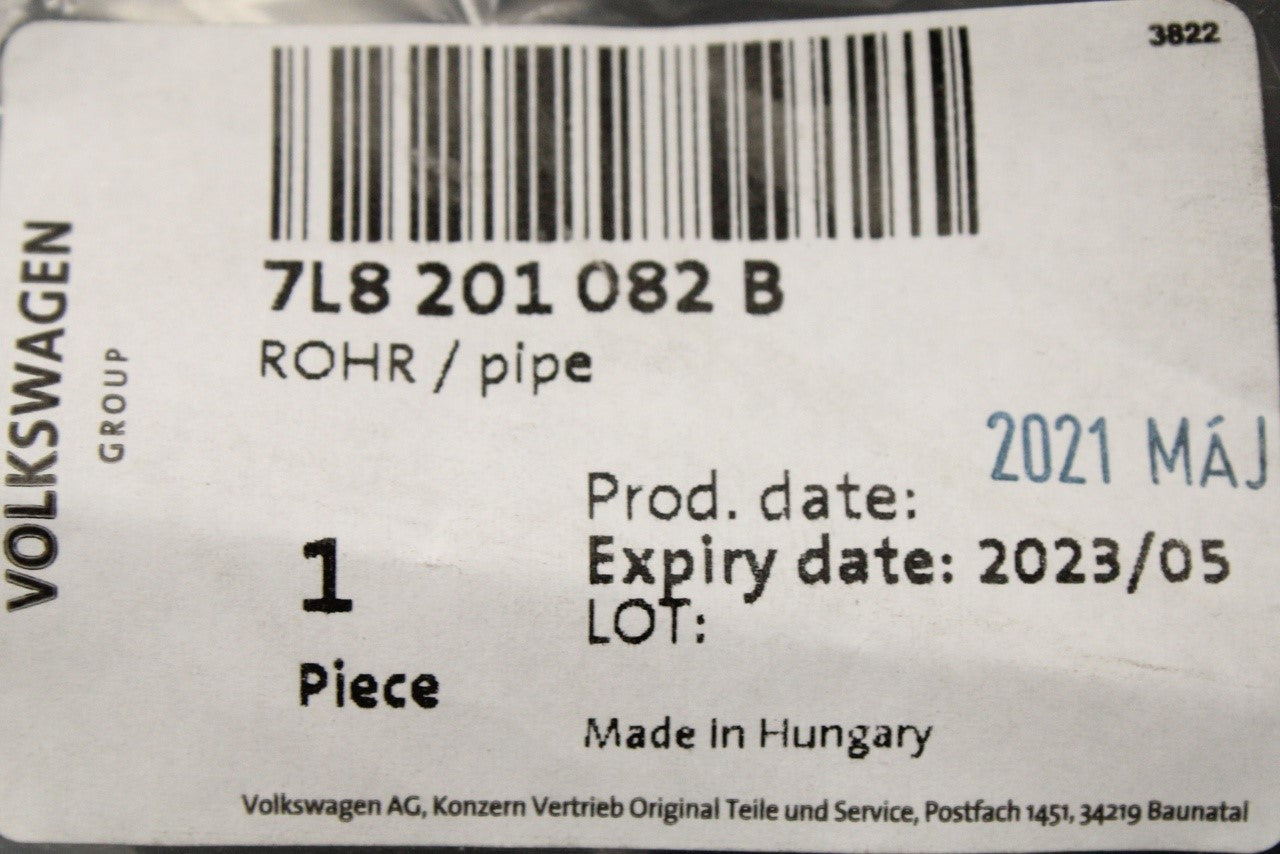 3822
7L8 201 082 B
ROHR / pipe
VOLKSWAGEN
GROUP
2021 MÁJ
Prod. date:
Expiry date: 2023/05
LOT:
1
Piece
Made in Hungary
Volkswagen AG, Konzern Vertrieb Original Teile und Service, Postfach 1451, 34219 Baunatal